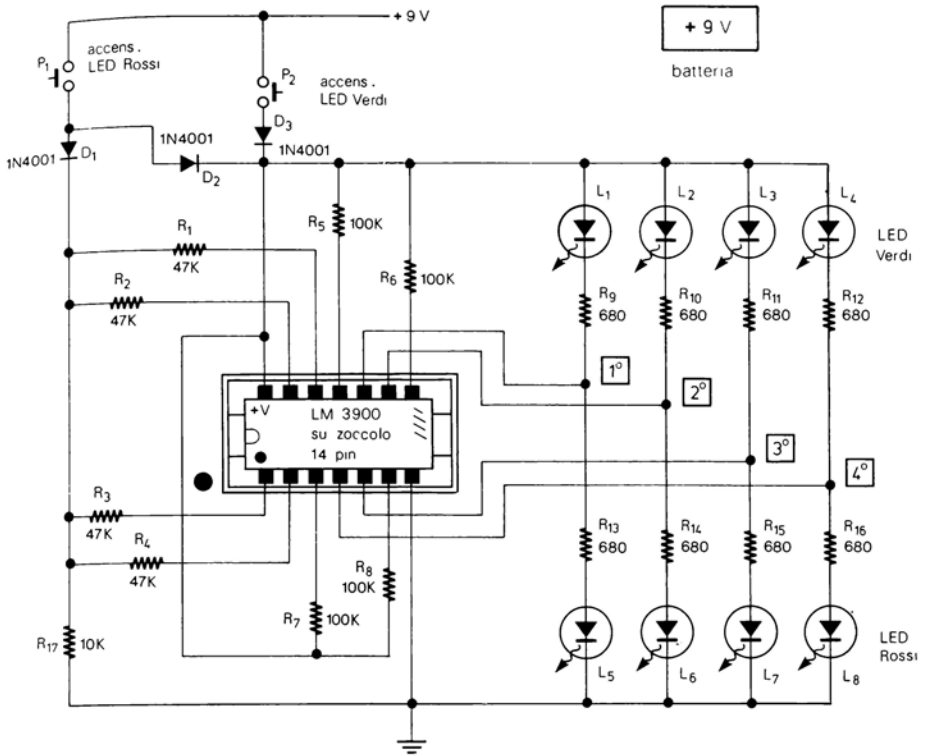 + 9 V
+ 9 V
batteria
P1
accens.
LED Rossi
P2
accens.
LED Verdi
D3
1N4001
1N4001
1N4001
D1
D2
R1
47K
R2
47K
R5
100K
R6
100K
L1
L2
L3
L4
LED
Verdi
R9
680
R10
680
R11
680
R12
680
1°
2°
3°
4°
+V
LM 3900
su zoccolo
14 pin
R3
47K
R4
47K
R7
100K
R8
100K
R17
10K
R13
680
R14
680
R15
680
R16
680
L5
L6
L7
L8
LED
Rossi